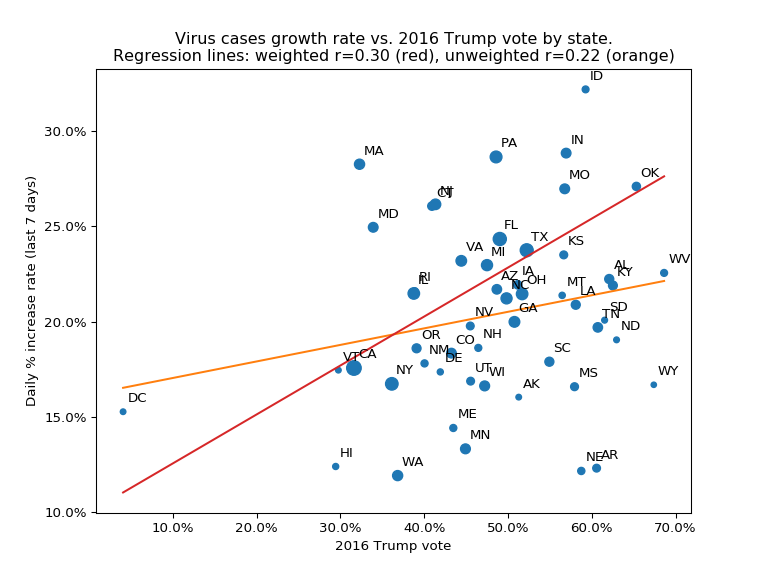 Virus cases growth rate vs. 2016 Trump vote by state.
Regression lines: weighted r=0.30 (red), unweighted r=0.22 (orange)
ID
30.0%
MA
PA
IN
MO
OK
CT
NJ
MD
25.0%
FL
TX
VA
MI
KS
WV
RI
IL
AZ
IA
NC
OH
MT
AL
KY
LA
20.0%
NV
GA
SD
TN
ND
OR
CO
NH
VT
CA
NM
DE
SC
NY
UT
WI
AK
MS
WY
15.0%
DC
ME
MN
HI
WA
NE
AR
10.0%
Daily % increase rate (last 7 days)
10.0% 20.0% 30.0% 40.0% 50.0% 60.0% 70.0%
2016 Trump vote